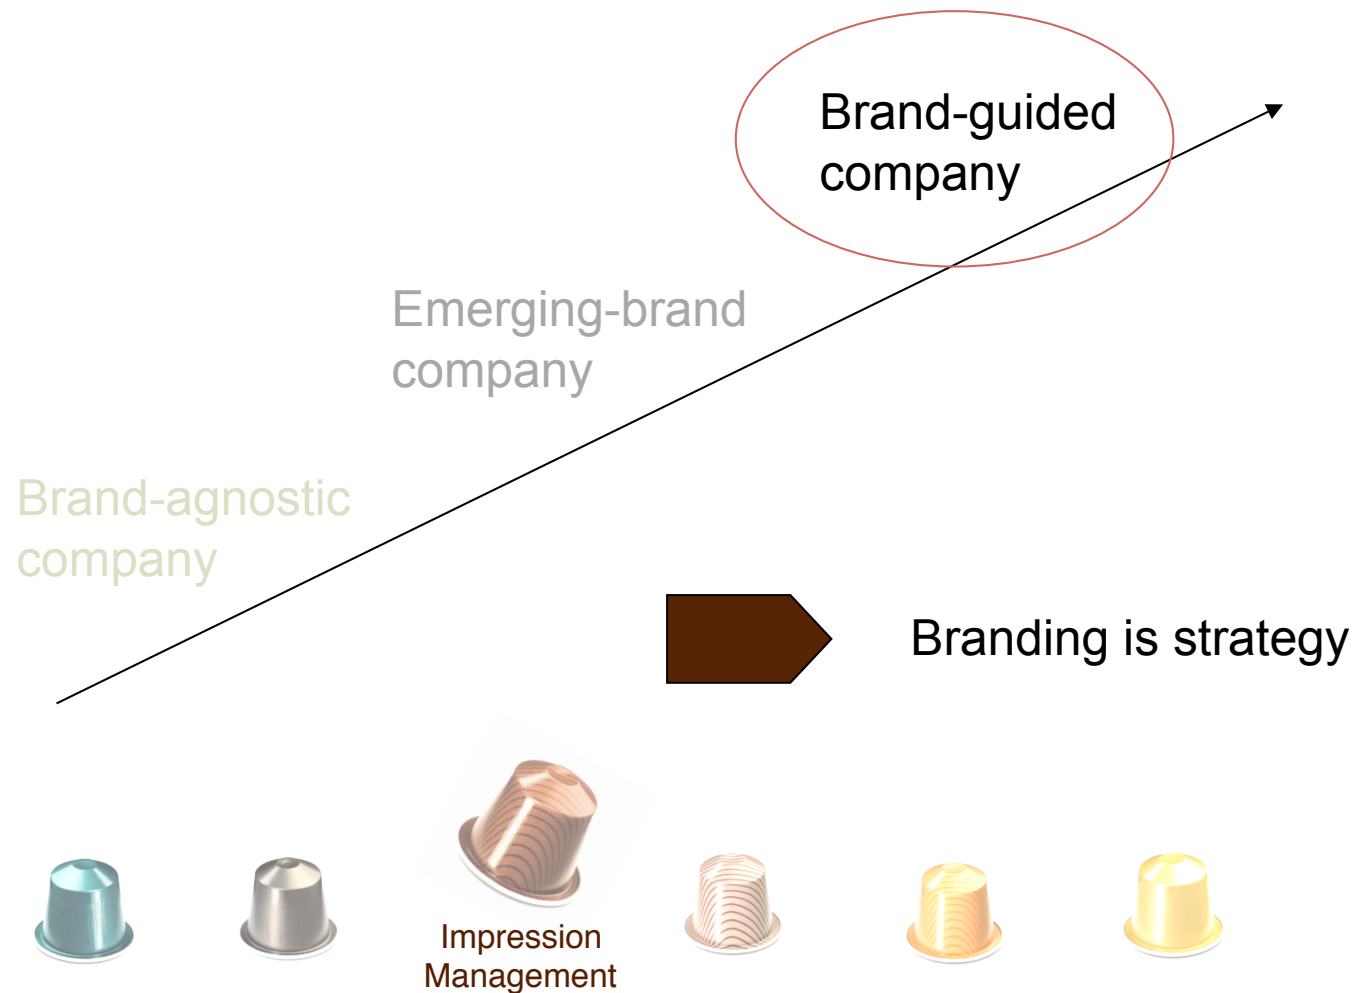 Brand-guided
company
Emerging-brand
company
Brand-agnostic
company
Branding is strategy
Impression
Management